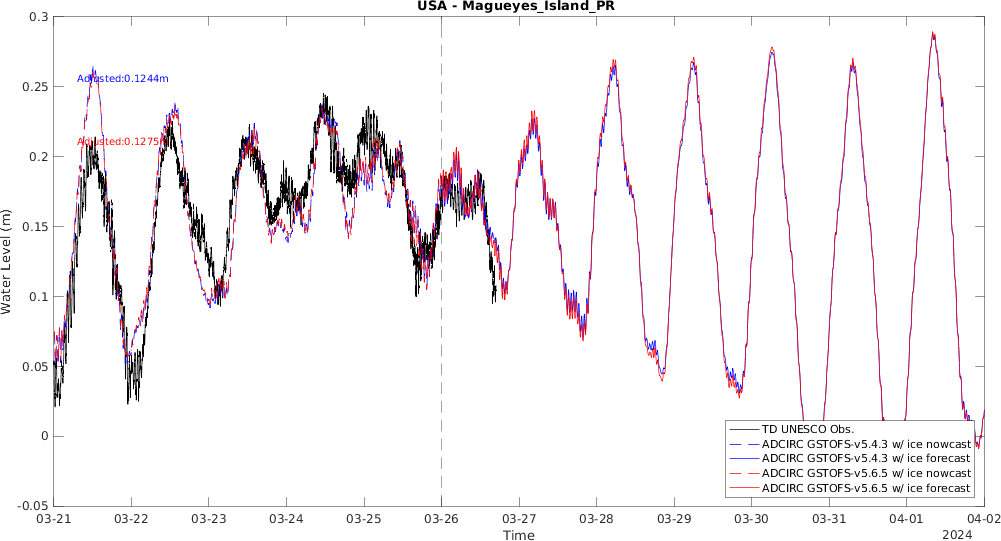 USA - Magueyes_Island_PR
0.3
0.25
0.2
0.15
0.1
0.05
0
-0.05
Water Level (m)
Adjusted:0.1244m
Adjusted:0.1275m
TD UNESCO Obs.
ADCIRC GSTOFS-v5.4.3 w/ ice nowcast
ADCIRC GSTOFS-v5.4.3 w/ ice forecast
ADCIRC GSTOFS-v5.6.5 w/ ice nowcast
ADCIRC GSTOFS-v5.6.5 w/ ice forecast
03-21 03-22 03-23 03-24 03-25 03-26 03-27 03-28 03-29 03-30 03-31 04-01 04-02
Time
2024